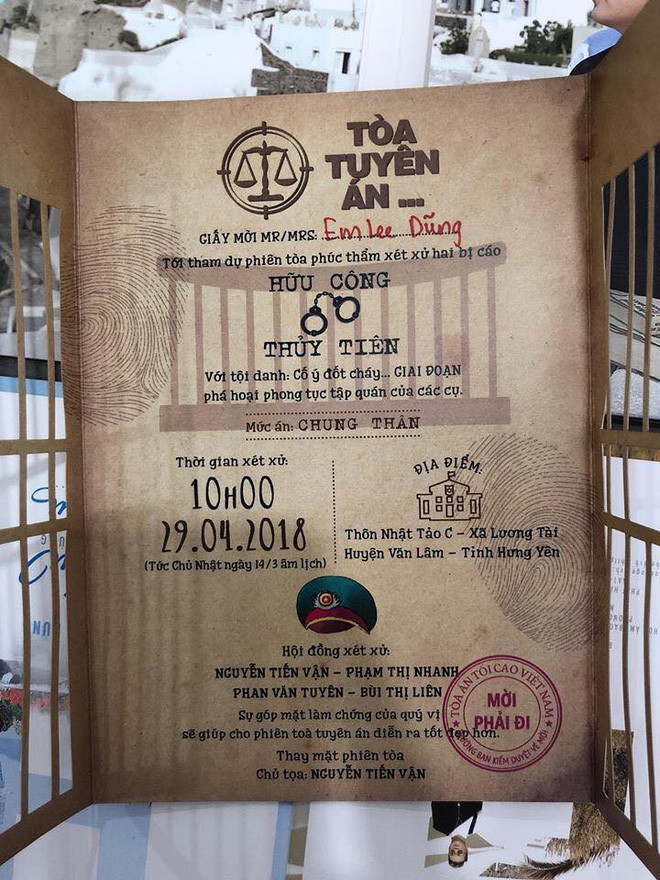 TÒA
TUYÊN
ÁN ...
GIẤY MỜI MR/MRS: Em Lee Dũng
Tới tham dự phiên tòa phúc thẩm xét xử hai bị cáo
HỮU CÔNG
THỦY TIÊN
Với tội danh: Cố ý đốt cháy... GIAI ĐOẠN
phá hoại phong tục tập quán của các cụ.
Mức án: CHUNG THÂN
Thời gian xét xử:
10H00
29.04.2018
(Tức Chủ Nhật ngày 14/3 âm lịch)
ĐỊA ĐIỂM:
Thôn Nhật Tảo C – Xã Lương Tài
Huyện Văn Lâm – Tỉnh Hưng Yên
Hội đồng xét xử:
NGUYỄN TIẾN VẬN – PHẠM THỊ NHANH
PHAN VĂN TUYÊN – BÙI THỊ LIÊN
Sự góp mặt làm chứng của quý vị
sẽ giúp cho phiên toà tuyên án diễn ra tốt đẹp hơn.
Thay mặt phiên tòa
Chủ tọa: NGUYỄN TIẾN VẬN
TÒA ÁN TỐI CAO VIỆT NAM
MỜI
PHẢI ĐI
BAN KIỂM DUYỆT VÉ MỜI